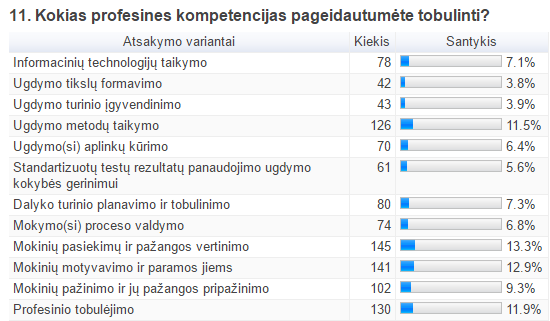 11. Kokias profesines kompetencijas pageidautumėte tobulinti?
Atsakymo variantai Kiekis Santykis
Informacinių technologijų taikymo 78 7.1%
Ugdymo tikslų formavimo 42 3.8%
Ugdymo turinio įgyvendinimo 43 3.9%
Ugdymo metodų taikymo 126 11.5%
Ugdymo(si) aplinkų kūrimo 70 6.4%
Standartizuotų testų rezultatų panaudojimo ugdymo
kokybės gerinimui 61 5.6%
Dalyko turinio planavimo ir tobulinimo 80 7.3%
Mokymo(si) proceso valdymo 74 6.8%
Mokinių pasiekimų ir pažangos vertinimo 145 13.3%
Mokinių motyvavimo ir paramos jiems 141 12.9%
Mokinių pažinimo ir jų pažangos pripažinimo 102 9.3%
Profesinio tobulėjimo 130 11.9%